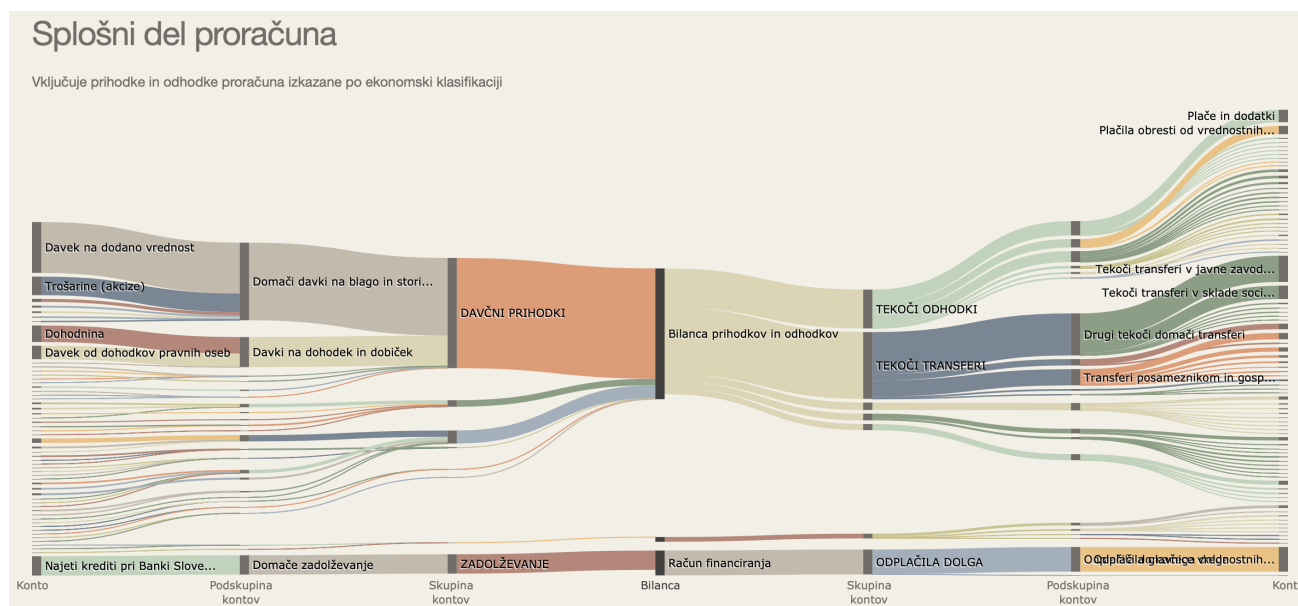 Splošni del proračuna
Vključuje prihodke in odhodke proračuna izkazane po ekonomski klasifikaciji
Plače in dodatki
Plačila obresti od vrednostnih...
Davek na dodano vrednost
Tekoči transferi v javne zavod...
Domači davki na blago in stori...
Trošarine (akcize)
Tekoči transferi v sklade soci...
TEKOČI ODHODKI
DAVČNI PRIHODKI
Dohodnina
Bilanca prihodkov in odhodkov
Drugi tekoči domači transferi
Davek od dohodkov pravnih oseb
Davki na dohodek in dobiček
TEKOČI TRANSFERI
Transferi posameznikom in gosp...
Najeti krediti pri Banki Slove...
Domače zadolževanje
ZADOLŽEVANJE
Račun financiranja
ODPLAČILA DOLGA
Konto
Podskupina
kontov
Skupina
kontov
Bilanca
Skupina
kontov
Podskupina
kontov
Kont